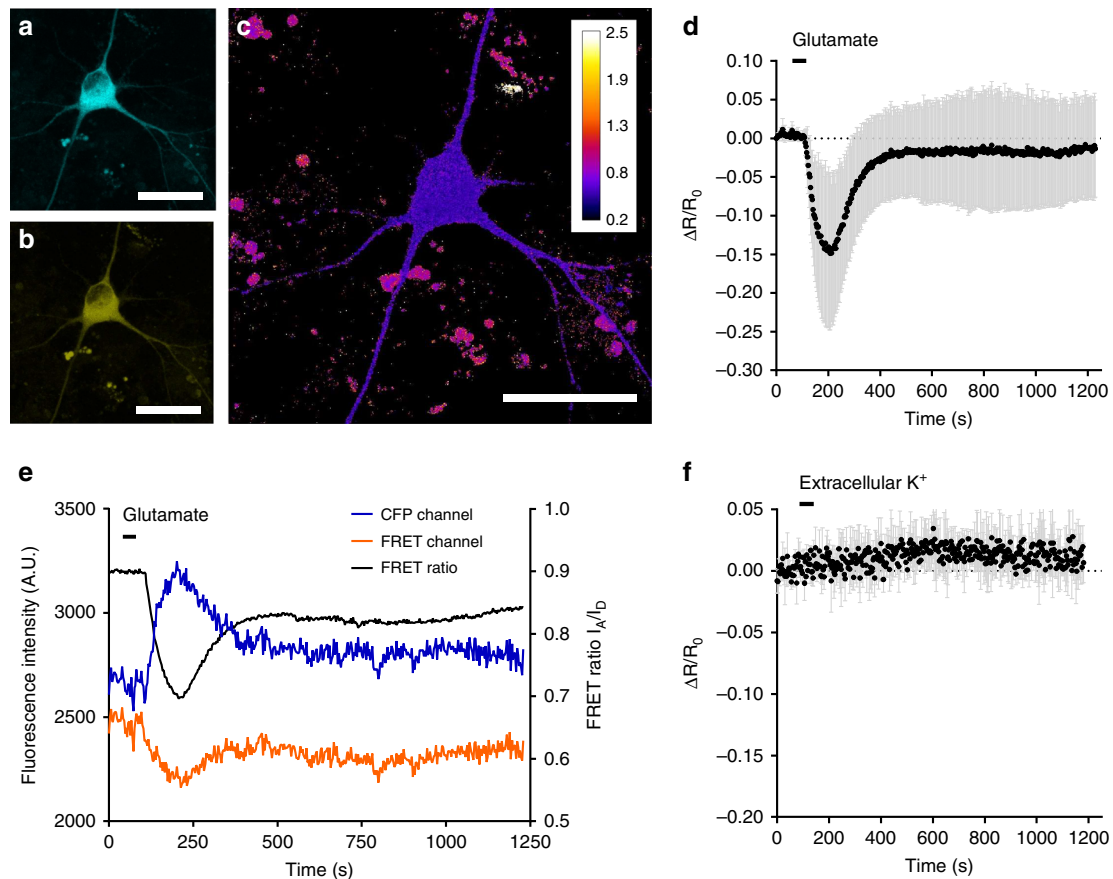 a
b
c
2.5
1.9
1.3
0.8
0.2
d
Glutamate
0.10
0.05
0.00
–0.05
–0.10
–0.15
–0.20
–0.25
–0.30
ΔR/R₀
0 200 400 600 800 1000 1200
Time (s)
e
Glutamate
CFP channel
FRET channel
FRET ratio
3500
3000
2500
2000
Fluorescence intensity (A.U.)
1.0
0.9
0.8
0.7
0.6
0.5
FRET ratio I_A/I_D
0 250 500 750 1000 1250
Time (s)
f
Extracellular K⁺
0.05
0.00
–0.05
–0.10
–0.15
–0.20
ΔR/R₀
0 200 400 600 800 1000 1200
Time (s)